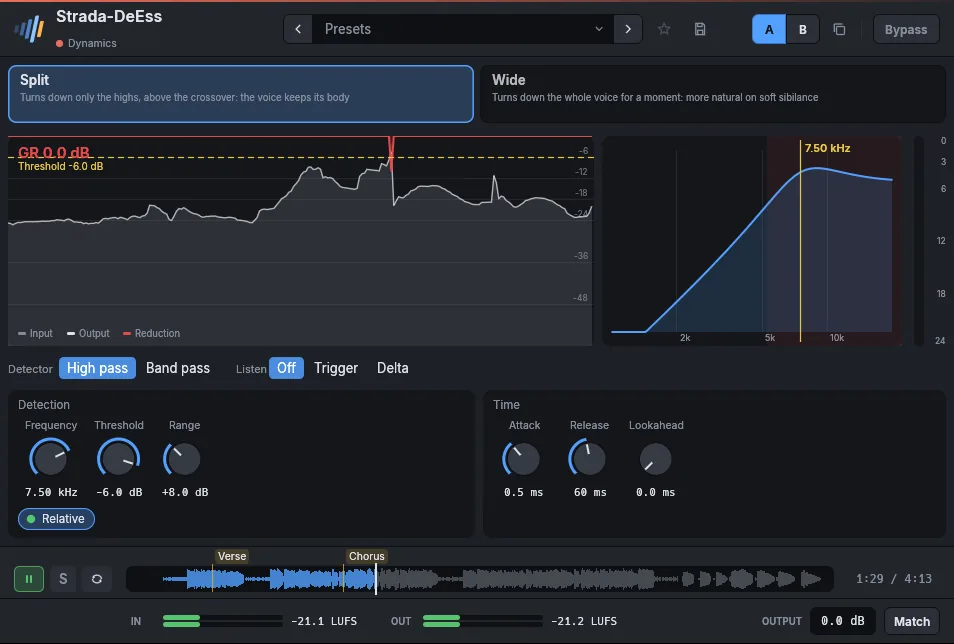 Strada-DeEss
Dynamics
Presets
A
B
Bypass
Split
Turns down only the highs, above the crossover: the voice keeps its body
Wide
Turns down the whole voice for a moment: more natural on soft sibilance
GR 0.0 dB
Threshold -6.0 dB
-6
-12
-18
-24
-36
-48
Input
Output
Reduction
7.50 kHz
2k
5k
10k
0
3
6
12
18
24
Detector
High pass
Band pass
Listen
Off
Trigger
Delta
Detection
Frequency
Threshold
Range
7.50 kHz
-6.0 dB
+8.0 dB
Relative
Time
Attack
Release
Lookahead
0.5 ms
60 ms
0.0 ms
Verse
Chorus
S
1:29 / 4:13
IN
-21.1 LUFS
OUT
-21.2 LUFS
OUTPUT
0.0 dB
Match